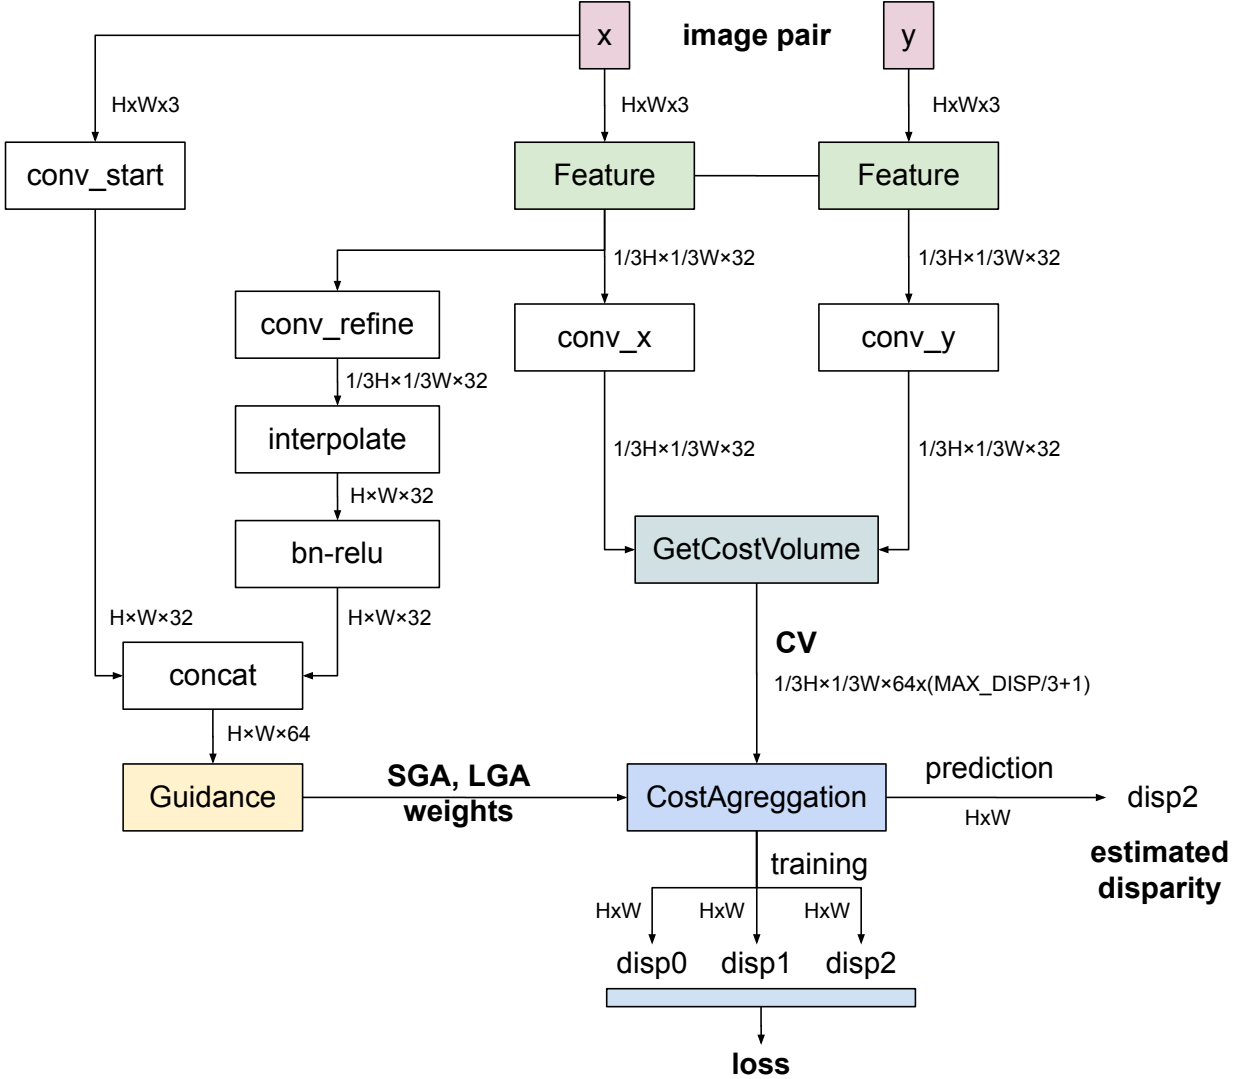 x
image pair
y
HxWx3
HxWx3
HxWx3
conv_start
Feature
Feature
1/3H×1/3W×32
1/3H×1/3W×32
conv_refine
conv_x
conv_y
1/3H×1/3W×32
interpolate
1/3H×1/3W×32
1/3H×1/3W×32
H×W×32
bn-relu
GetCostVolume
H×W×32
H×W×32
CV
concat
1/3H×1/3W×64x(MAX_DISP/3+1)
H×W×64
Guidance
SGA, LGA
weights
CostAgreggation
prediction
HxW
disp2
estimated
disparity
training
HxW
HxW
HxW
disp0
disp1
disp2
loss